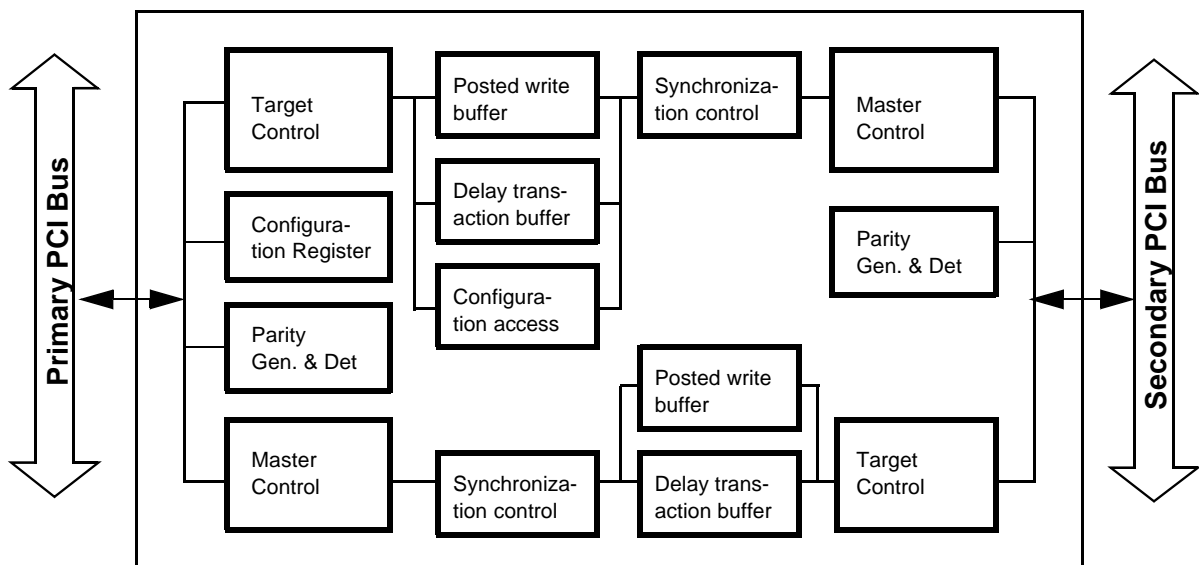 Primary PCI Bus
Target
Control
Configura-
tion Register
Parity
Gen. & Det
Master
Control
Posted write
buffer
Delay trans-
action buffer
Configura-
tion access
Synchroniza-
tion control
Synchroniza-
tion control
Posted write
buffer
Delay trans-
action buffer
Master
Control
Parity
Gen. & Det
Target
Control
Secondary PCI Bus